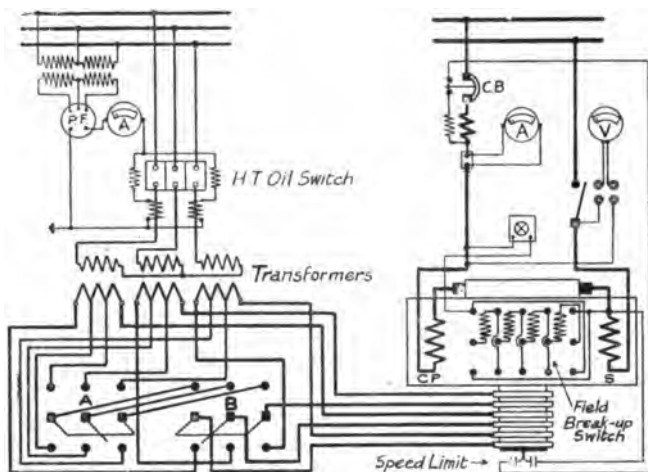 C.B
P.F.
A
A
V
H T Oil Switch
Transformers
A
B
C.P
S
Field
Break-up
Switch
Speed Limit